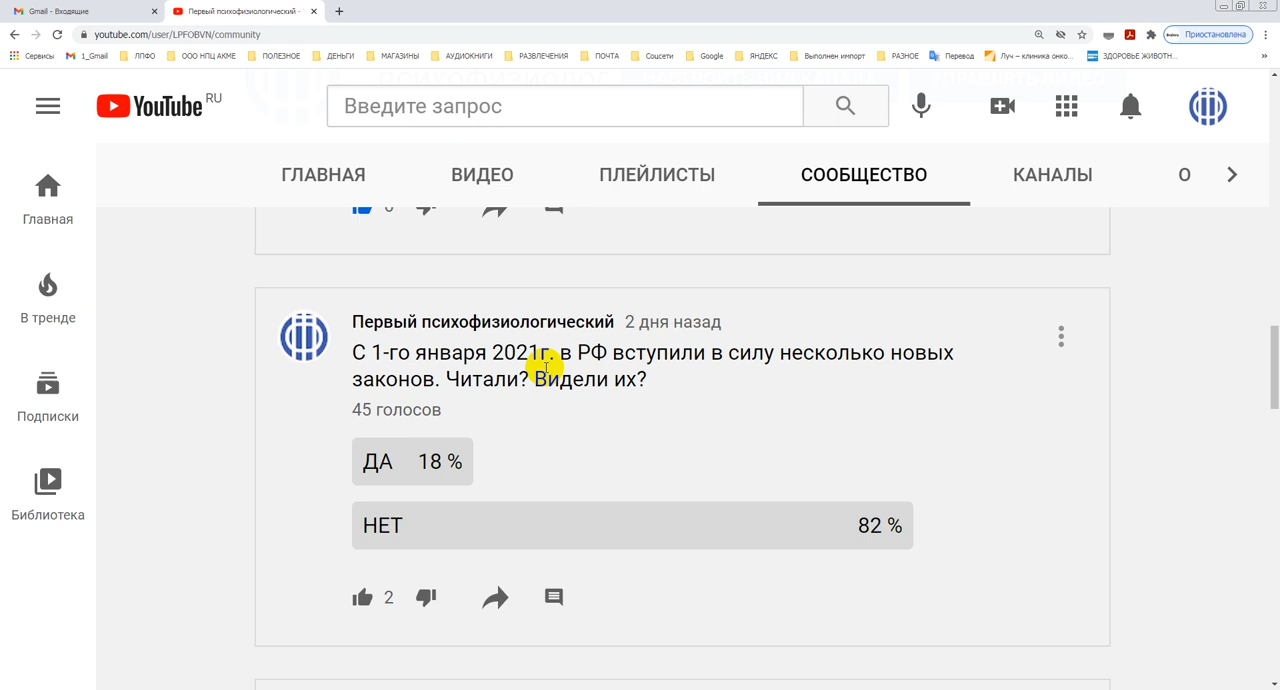 Gmail - Входящие
Первый психофизиологический -
youtube.com/user/LPFOBVN/community
Приостановлена
Сервисы 1_Gmail ЛПФО ООО НПЦ АКМЕ ПОЛЕЗНОЕ ДЕНЬГИ МАГАЗИНЫ АУДИОКНИГИ РАЗВЛЕЧЕНИЯ ПОЧТА Соцсети Google ЯНДЕКС Выполнен импорт РАЗНОЕ Перевод Луч – клиника онко... ЗДОРОВЬЕ ЖИВОТН...
YouTube RU
Введите запрос
ГЛАВНАЯ ВИДЕО ПЛЕЙЛИСТЫ СООБЩЕСТВО КАНАЛЫ О
Главная
В тренде
Подписки
Библиотека
Первый психофизиологический 2 дня назад
С 1-го января 2021г. в РФ вступили в силу несколько новых
законов. Читали? Видели их?
45 голосов
ДА 18 %
НЕТ 82 %
2